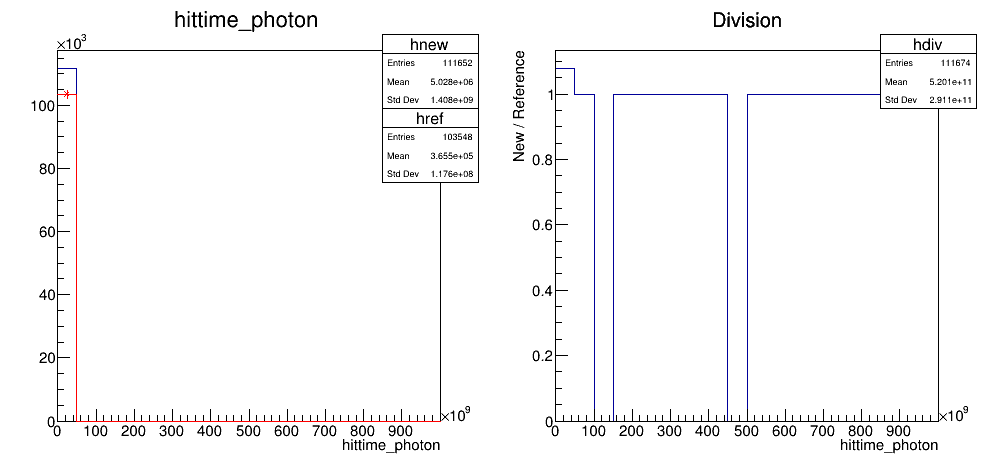 hittime_photon
×10³
hnew
Entries 111652
Mean 5.028e+06
Std Dev 1.408e+09
href
Entries 103548
Mean 3.655e+05
Std Dev 1.176e+08
100
80
60
40
20
0
0 100 200 300 400 500 600 700 800 900
×10⁹
hittime_photon
Division
hdiv
Entries 111674
Mean 5.201e+11
Std Dev 2.911e+11
New / Reference
1
0.8
0.6
0.4
0.2
0
0 100 200 300 400 500 600 700 800 900
×10⁹
hittime_photon